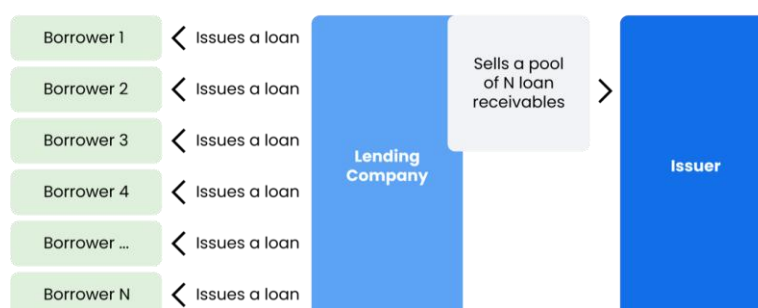 Borrower 1
Issues a loan
Borrower 2
Issues a loan
Borrower 3
Issues a loan
Borrower 4
Issues a loan
Borrower ...
Issues a loan
Borrower N
Issues a loan
Lending
Company
Sells a pool
of N loan
receivables
Issuer